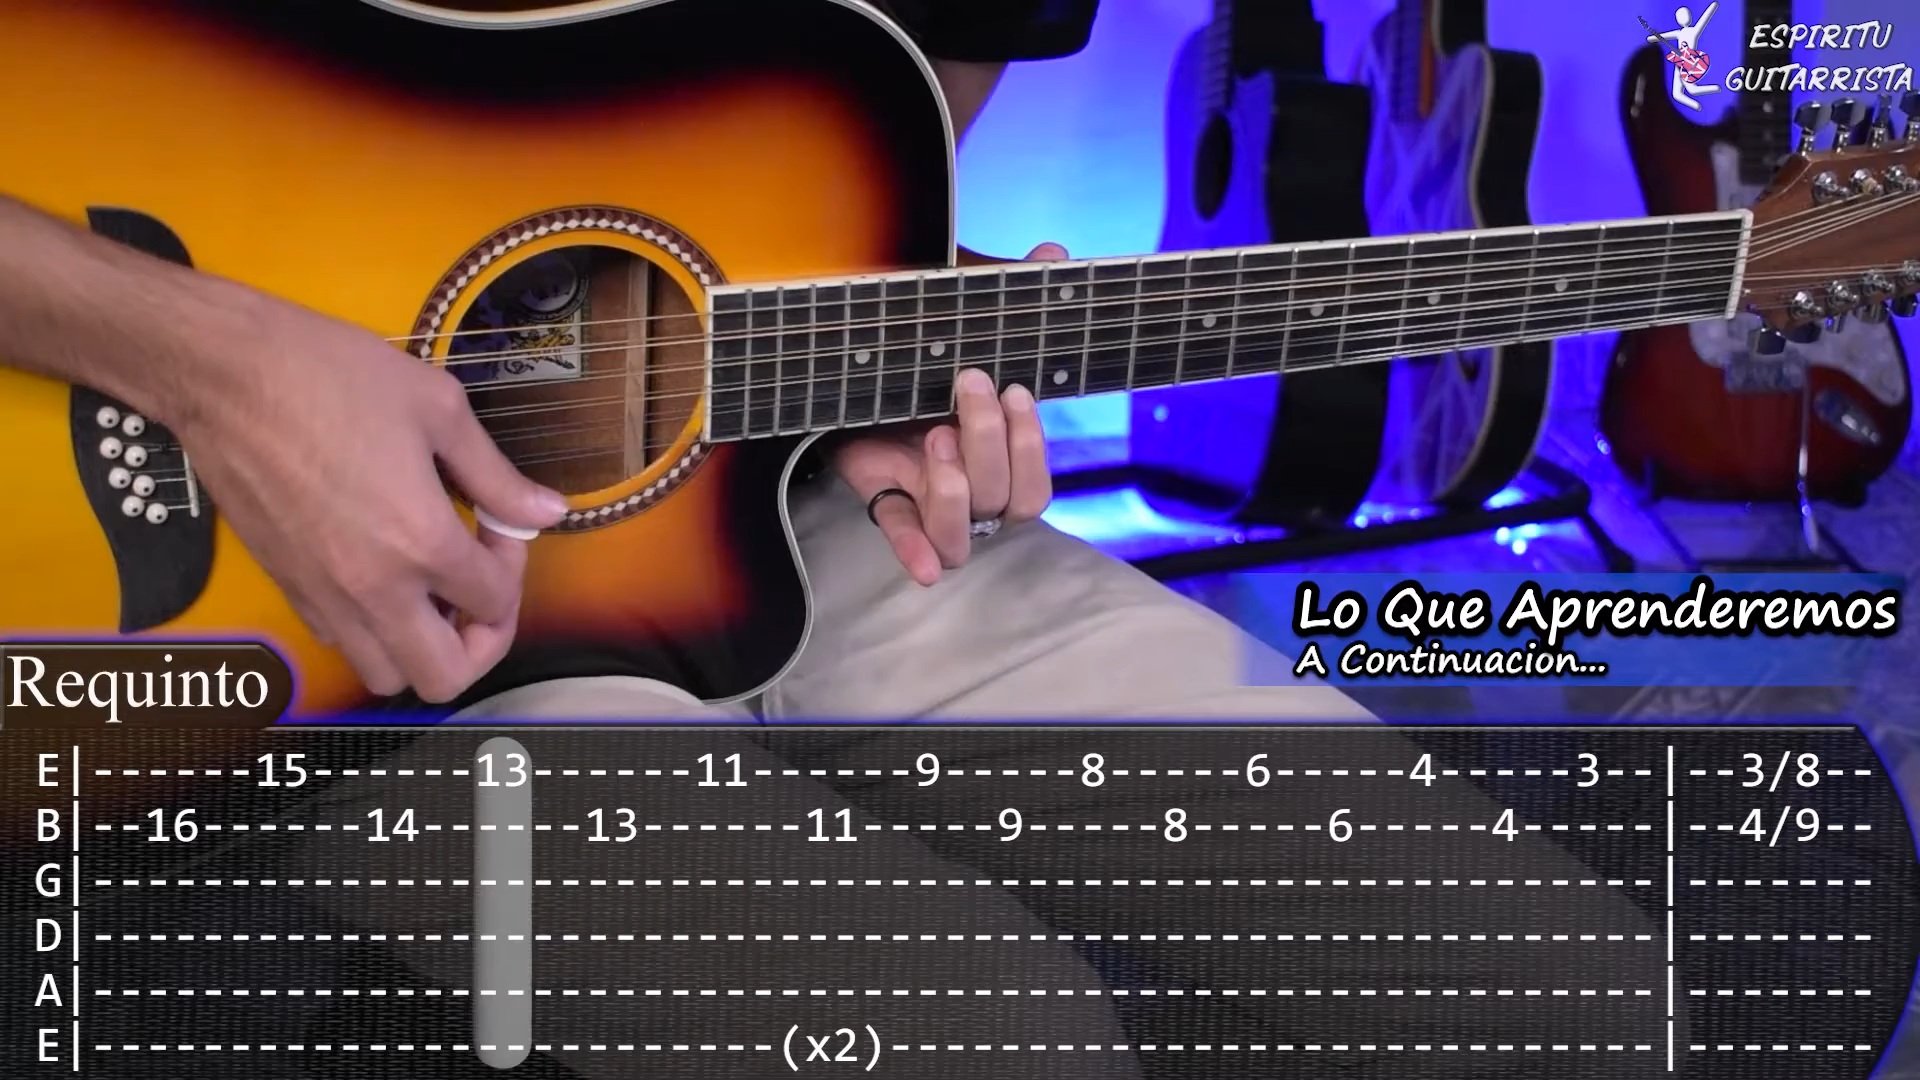 ESPIRITU
GUITARRISTA
Lo Que Aprenderemos
A Continuacion...
Requinto
E|------15------13------11------9-----8-----6-----4-----3--|--3/8--
B|--16------14------13------11-----9-----8-----6-----4-----|--4/9--
G|---------------------------------------------------------|-------
D|---------------------------------------------------------|-------
A|---------------------------------------------------------|-------
E|-------------------------(x2)----------------------------|-------